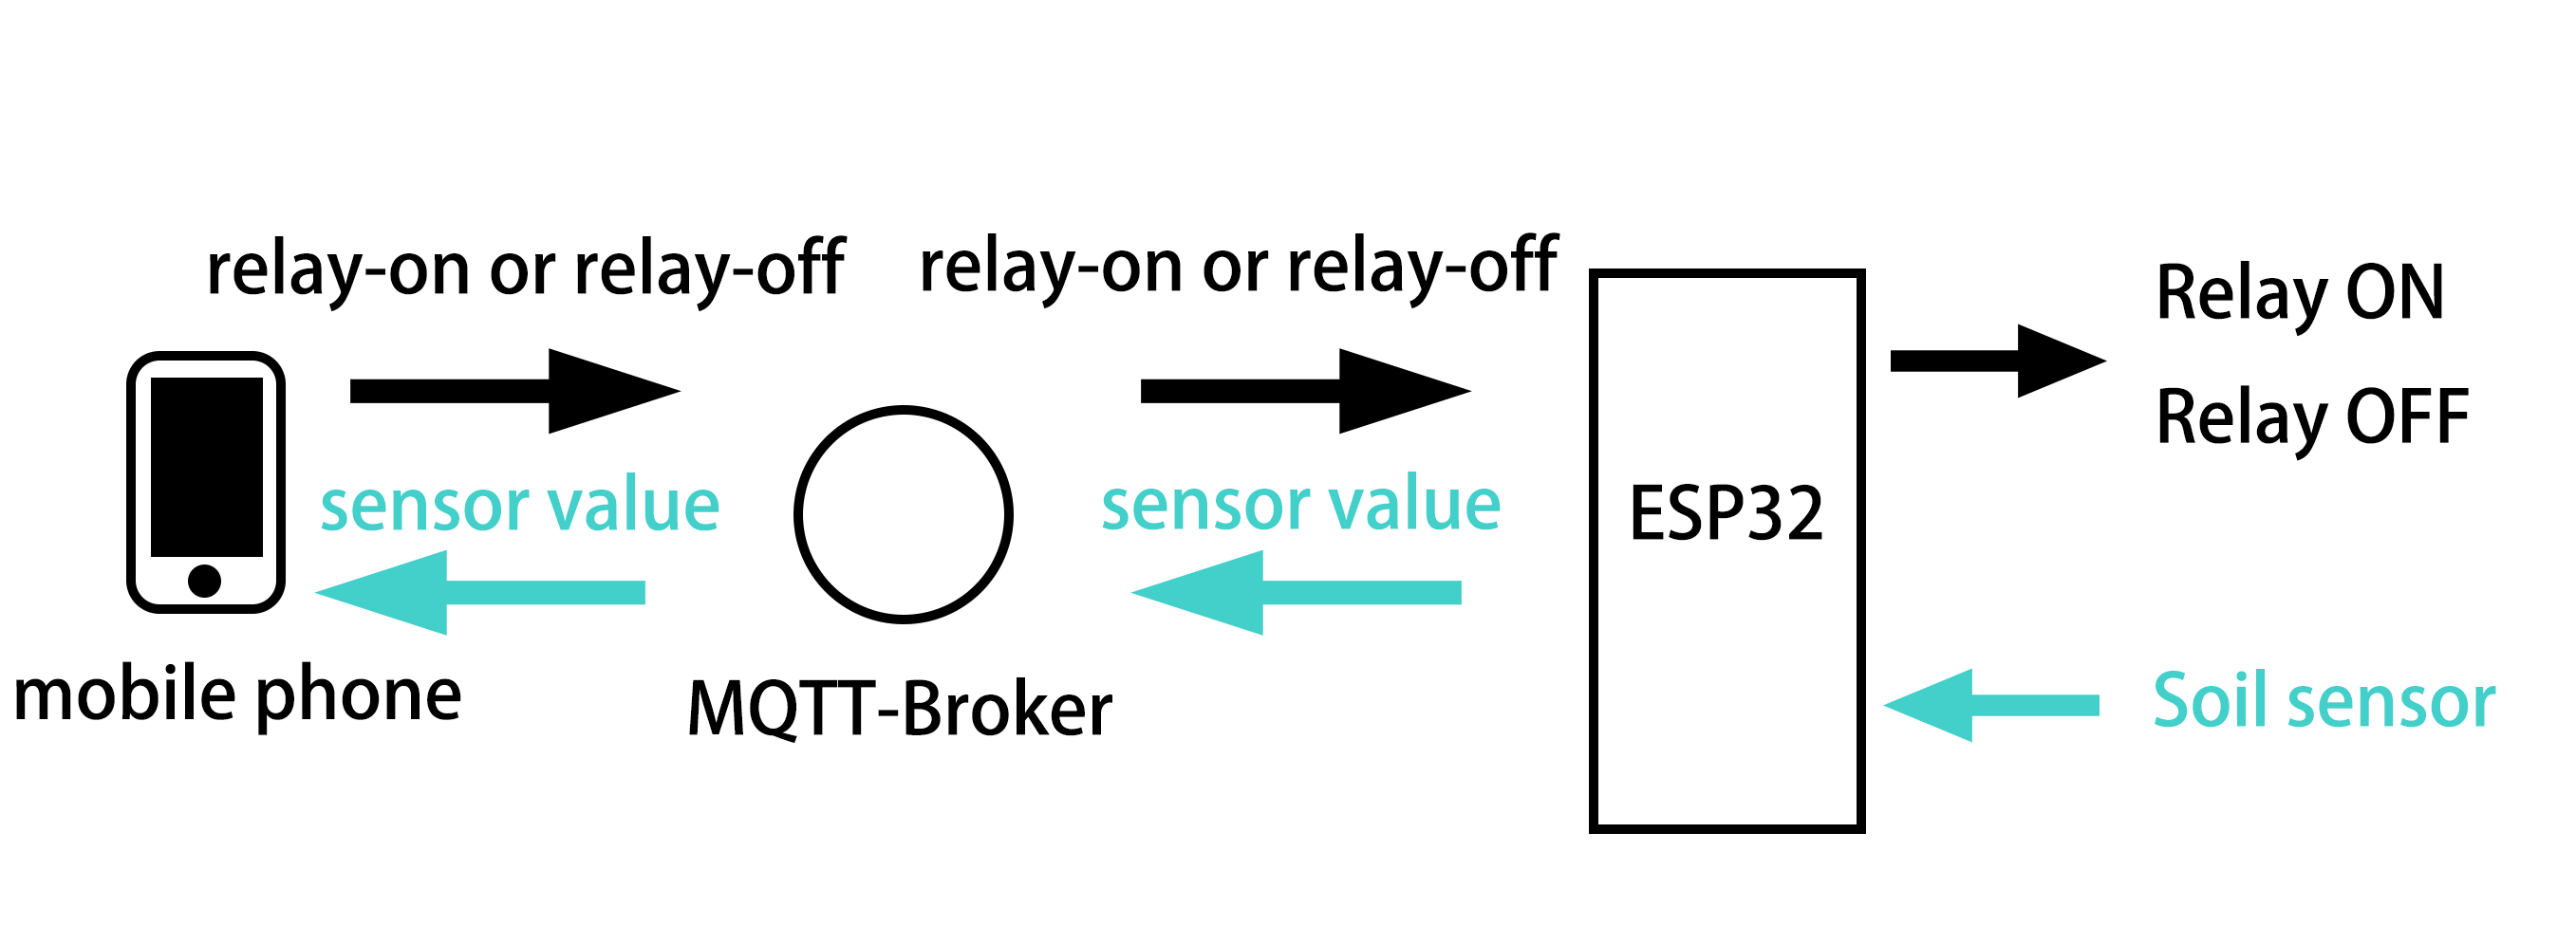 relay-on or relay-off
relay-on or relay-off
Relay ON
Relay OFF
sensor value
sensor value
ESP32
mobile phone
MQTT-Broker
Soil sensor